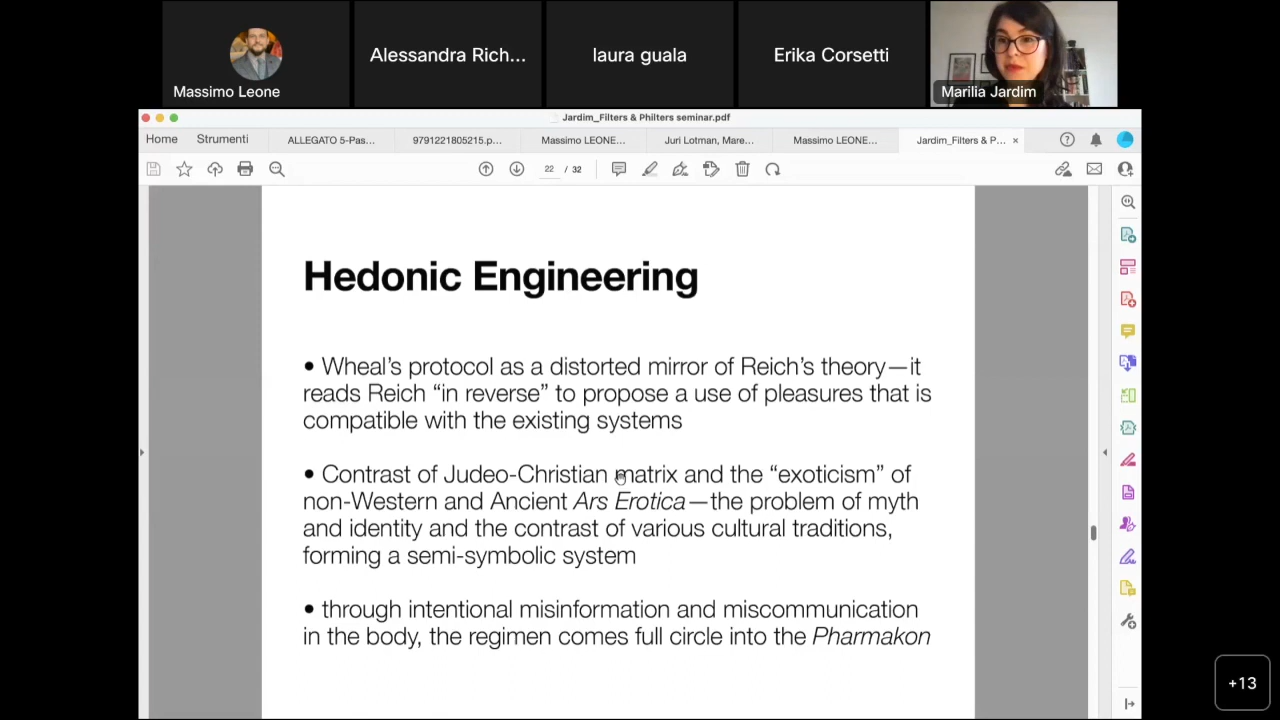 Massimo Leone
Alessandra Rich...
laura guala
Erika Corsetti
Marilia Jardim
Jardim_Filters & Philters seminar.pdf
Home
Strumenti
ALLEGATO 5-Pas...
9791221805215.p...
Massimo LEONE...
Juri Lotman, Mare...
Massimo LEONE...
Jardim_Filters & P... ×
22 / 32
Hedonic Engineering
• Wheal's protocol as a distorted mirror of Reich's theory—it
reads Reich “in reverse” to propose a use of pleasures that is
compatible with the existing systems
• Contrast of Judeo-Christian matrix and the “exoticism” of
non-Western and Ancient Ars Erotica—the problem of myth
and identity and the contrast of various cultural traditions,
forming a semi-symbolic system
• through intentional misinformation and miscommunication
in the body, the regimen comes full circle into the Pharmakon
+13